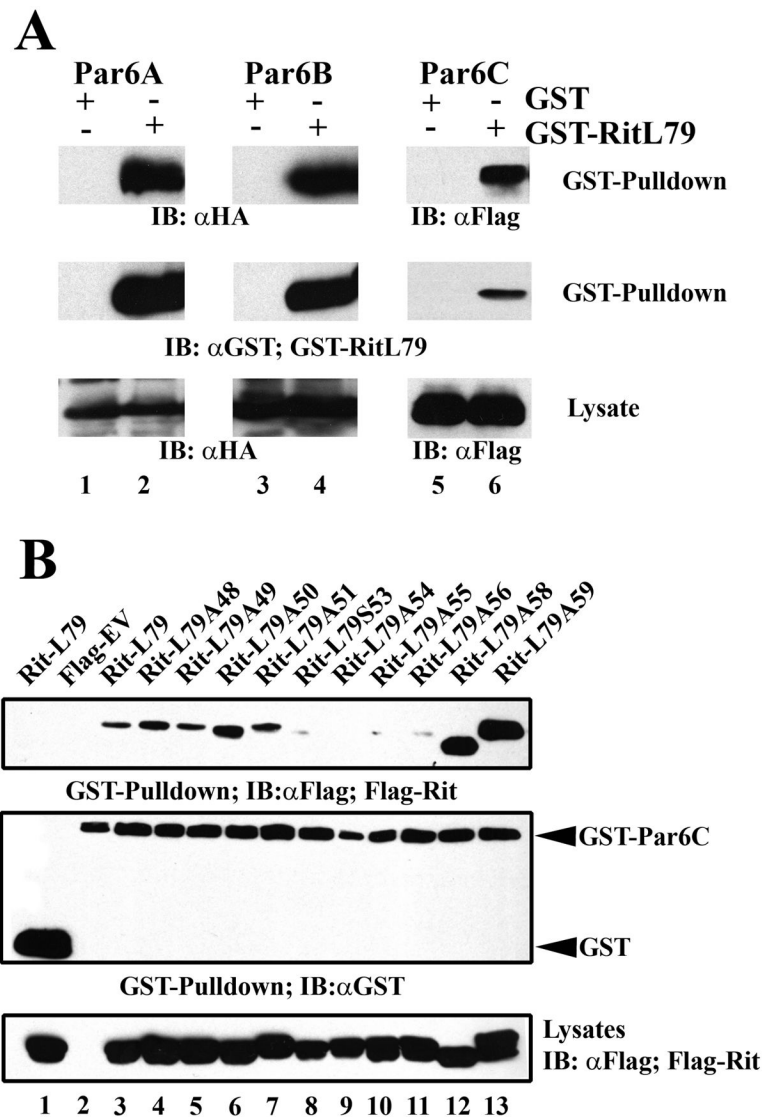 A
Par6A Par6B Par6C
+ - + - + - GST
- + - + - + GST-RitL79
GST-Pulldown
IB: αHA IB: αFlag
GST-Pulldown
IB: αGST; GST-RitL79
Lysate
IB: αHA IB: αFlag
1 2 3 4 5 6
B
Rit-L79
Flag-EV
Rit-L79
Rit-L79A48
Rit-L79A49
Rit-L79A50
Rit-L79A51
Rit-L79S53
Rit-L79A54
Rit-L79A55
Rit-L79A56
Rit-L79A58
Rit-L79A59
GST-Pulldown; IB:αFlag; Flag-Rit
GST-Par6C
GST
GST-Pulldown; IB:αGST
Lysates
IB: αFlag; Flag-Rit
1 2 3 4 5 6 7 8 9 10 11 12 13